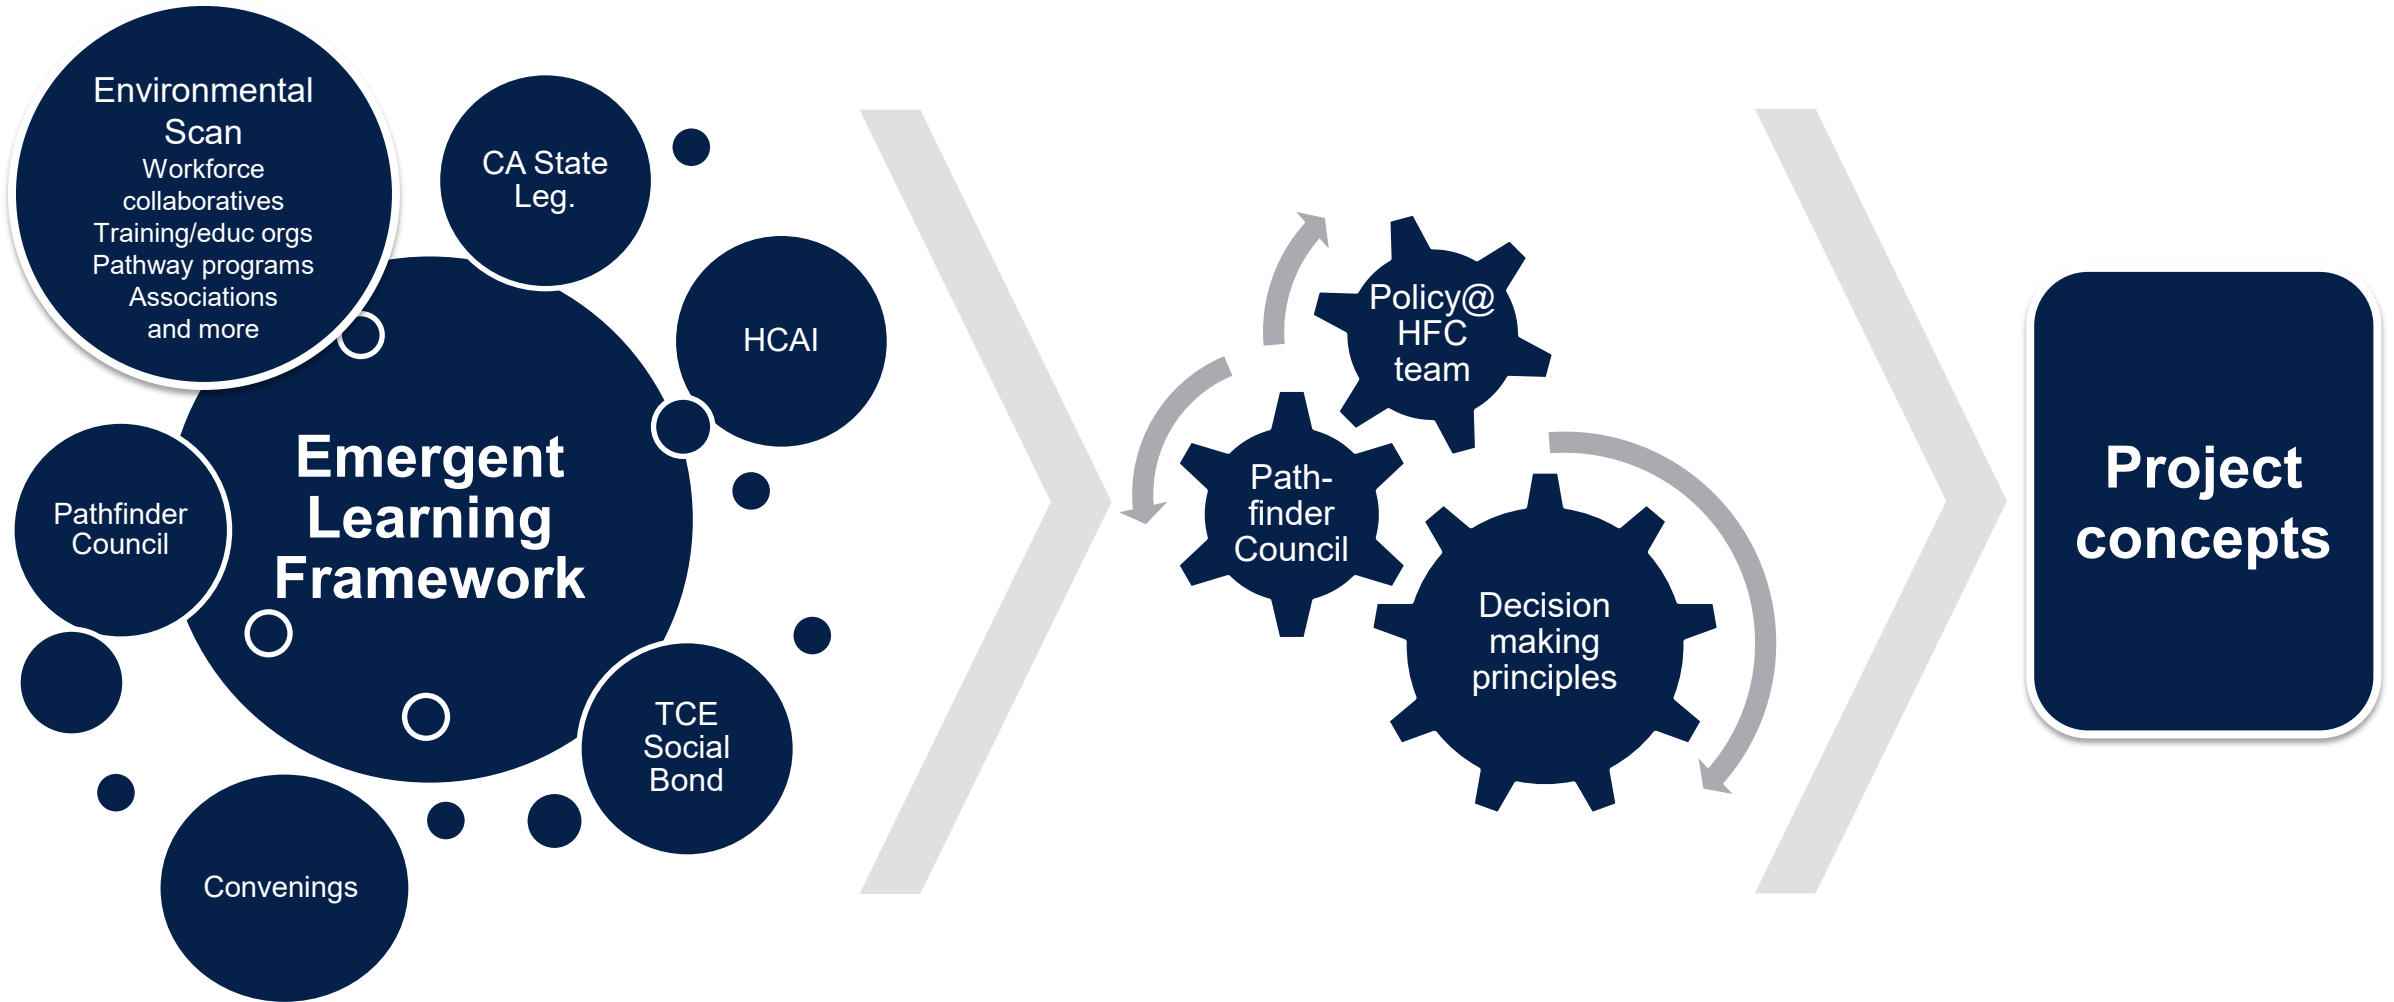 Environmental
Scan
Workforce
collaboratives
Training/educ orgs
Pathway programs
Associations
and more
CA State
Leg.
HCAI
Emergent
Learning
Framework
Pathfinder
Council
TCE
Social
Bond
Convenings
Policy@
HFC
team
Path-
finder
Council
Decision
making
principles
Project
concepts